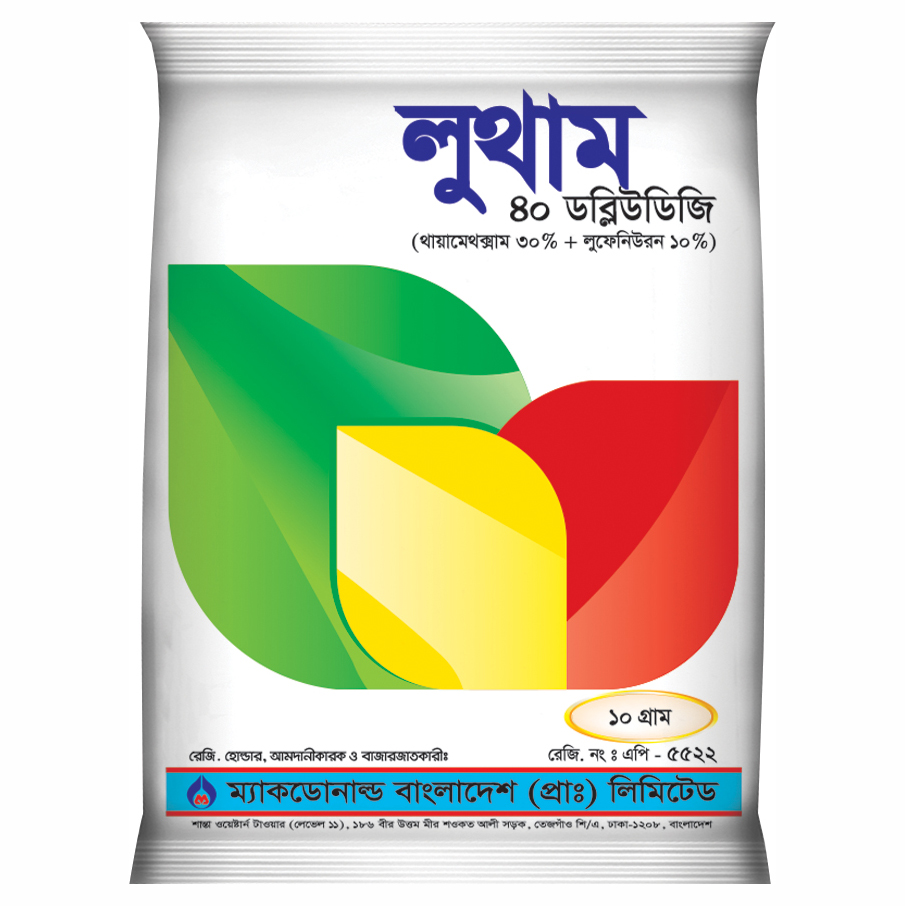 লুথাম
৪০ ডব্লিউডিজি
(থায়ামেথক্সাম ৩০% + লুফেনিউরন ১০%)
১০ গ্রাম
রেজি. হোল্ডার, আমদানীকারক ও বাজারজাতকারীঃ
রেজি. নং ঃ এপি - ৫৫২২
ম্যাকডোনাল্ড বাংলাদেশ (প্রাঃ) লিমিটেড
শান্তা ওয়েষ্টার্ন টাওয়ার (লেভেল ১১), ১৮৬ বীর উত্তম মীর শওকত আলী সড়ক, তেজগাঁও শি/এ, ঢাকা-১২০৮, বাংলাদেশ